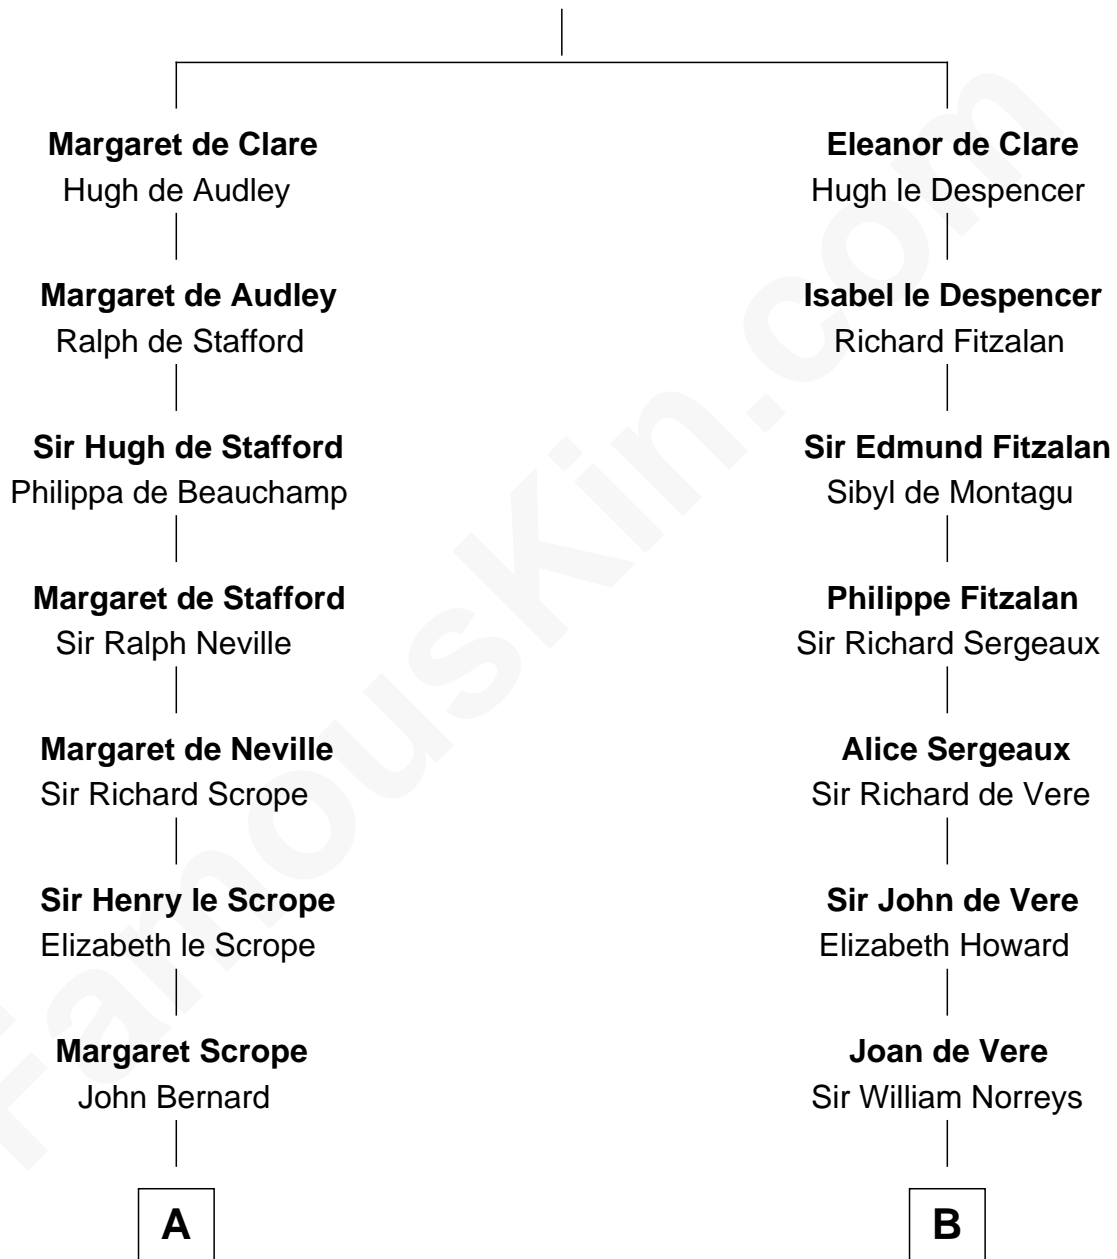 Margaret de Clare
Hugh de Audley
Margaret de Audley
Ralph de Stafford
Sir Hugh de Stafford
Philippa de Beauchamp
Margaret de Stafford
Sir Ralph Neville
Margaret de Neville
Sir Richard Scrope
Sir Henry le Scrope
Elizabeth le Scrope
Margaret Scrope
John Bernard
A
Eleanor de Clare
Hugh le Despencer
Isabel le Despencer
Richard Fitzalan
Sir Edmund Fitzalan
Sibyl de Montagu
Philippe Fitzalan
Sir Richard Sergeaux
Alice Sergeaux
Sir Richard de Vere
Sir John de Vere
Elizabeth Howard
Joan de Vere
Sir William Norreys
B
FamousKin.com